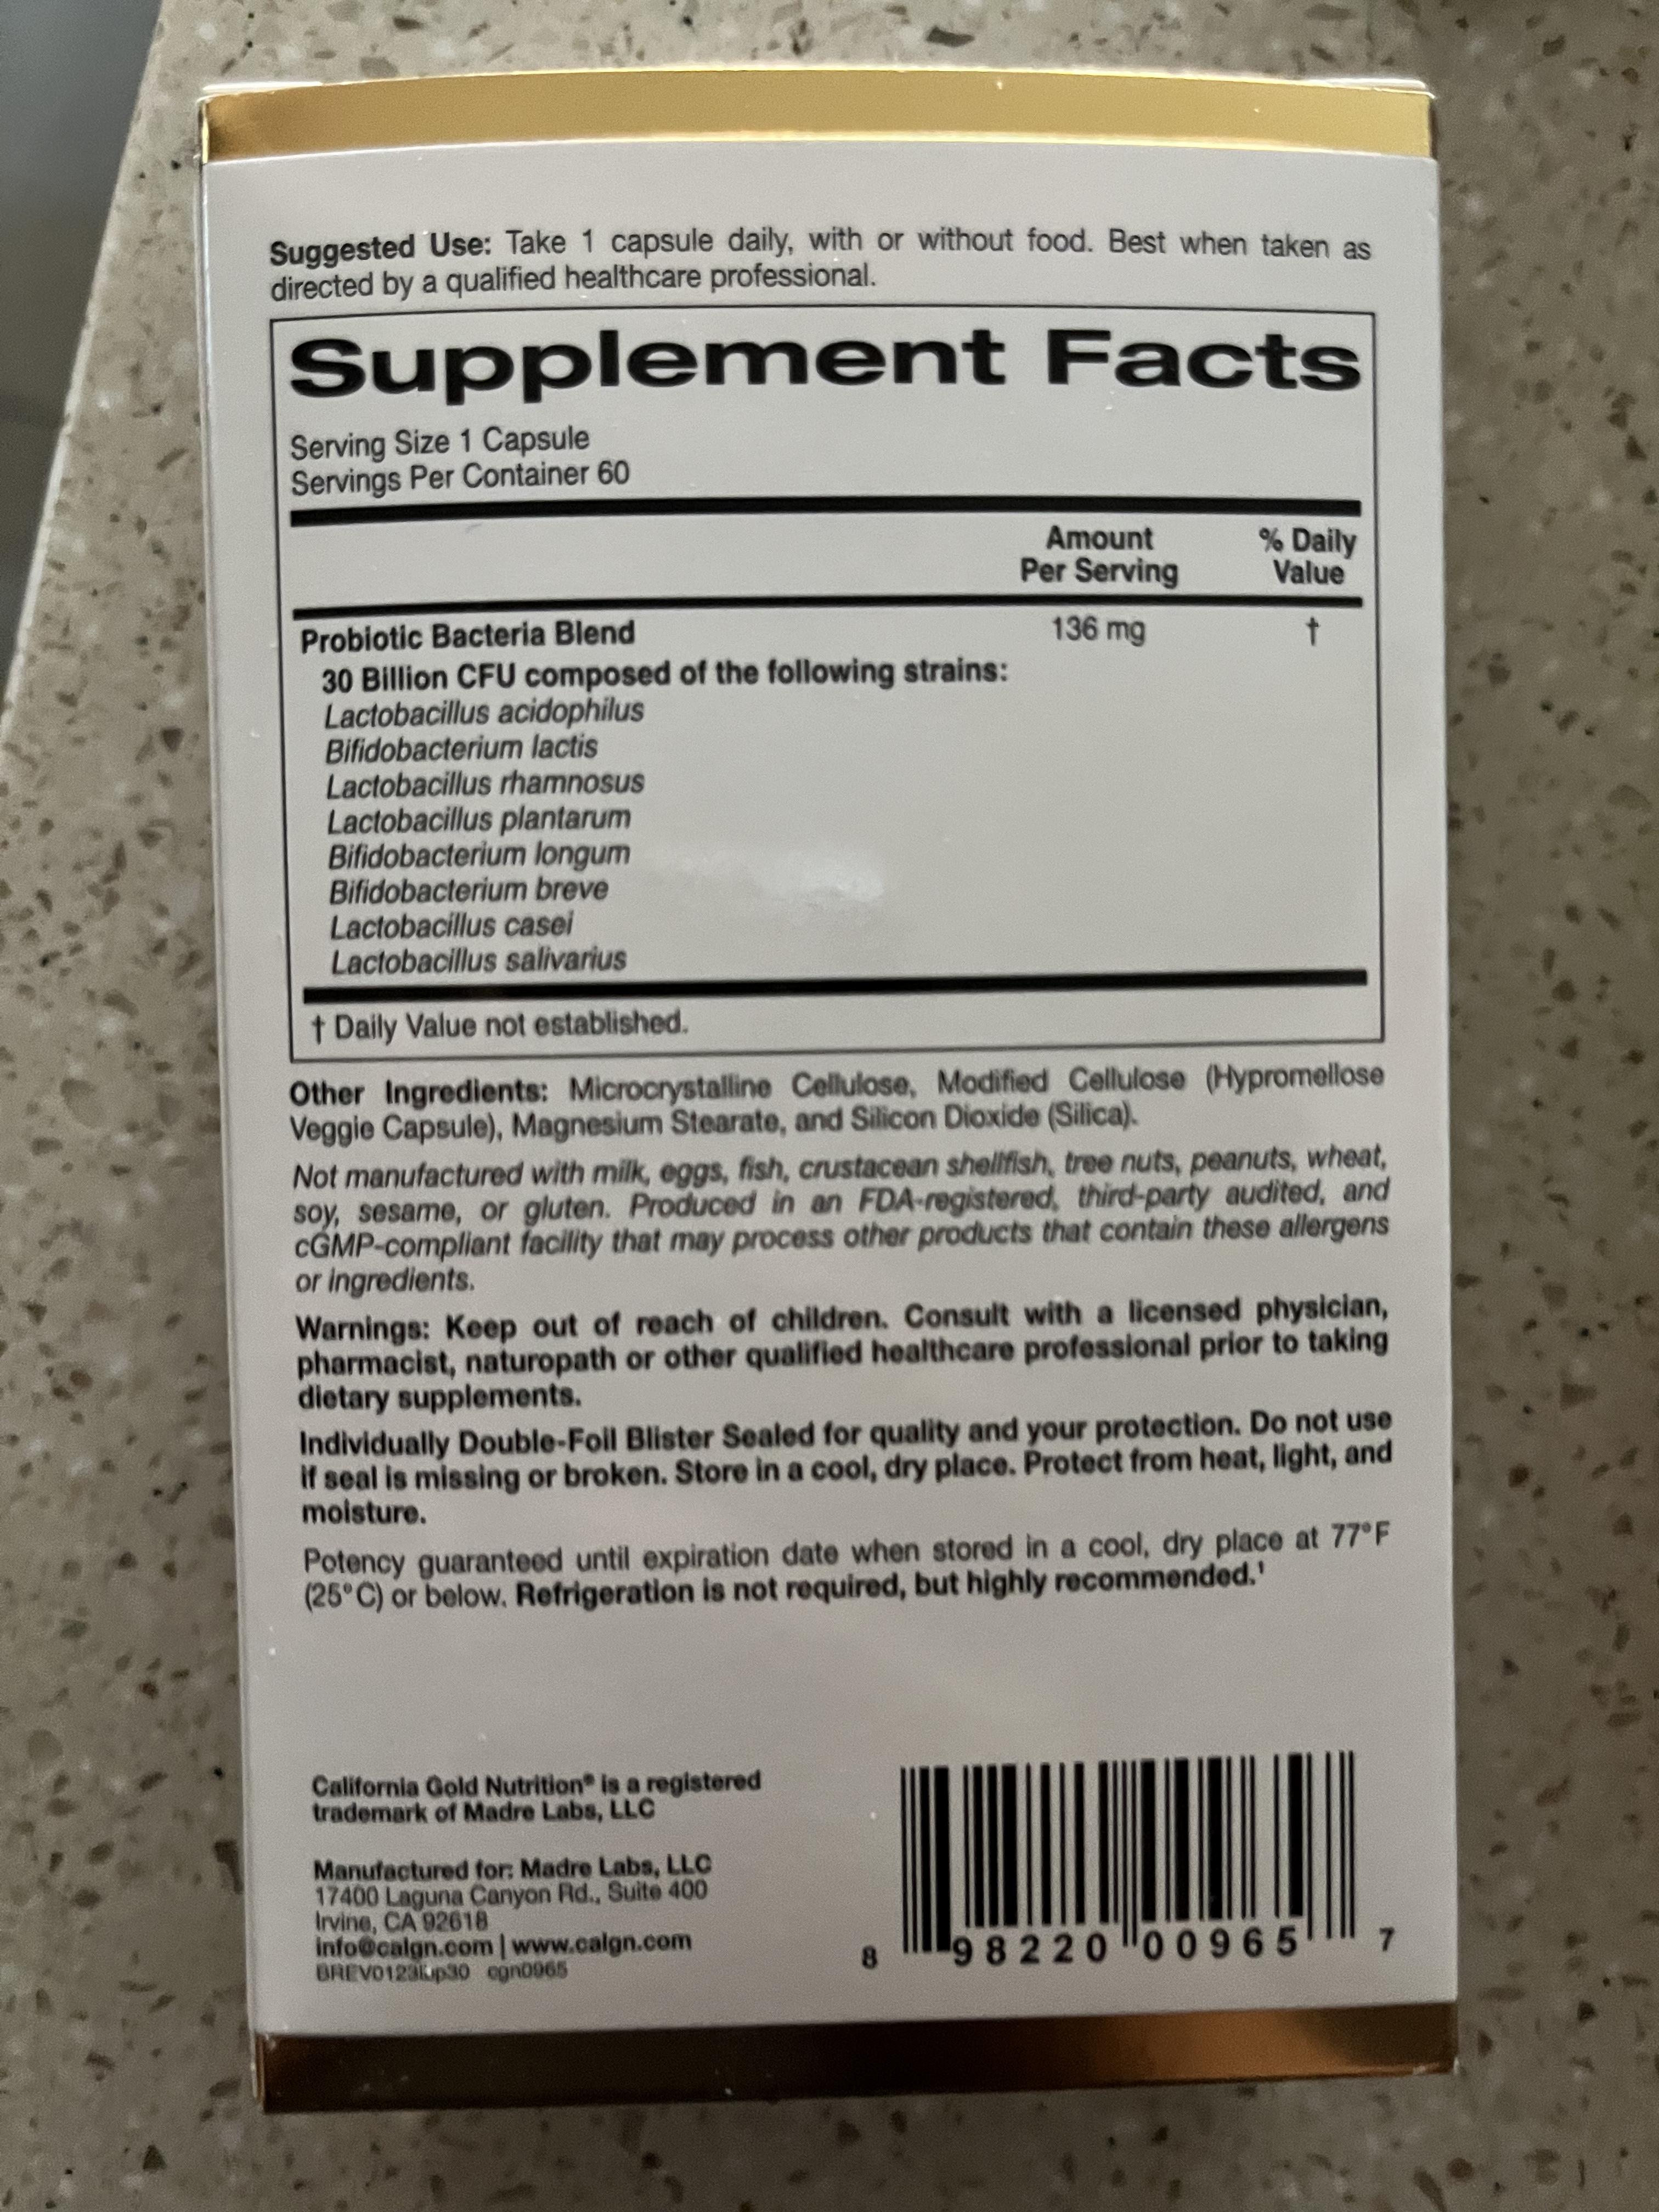 Suggested Use: Take 1 capsule daily, with or without food. Best when taken as
directed by a qualified healthcare professional.
Supplement Facts
Serving Size 1 Capsule
Servings Per Container 60
Amount Per Serving
% Daily Value
Probiotic Bacteria Blend 136 mg †
30 Billion CFU composed of the following strains:
Lactobacillus acidophilus
Bifidobacterium lactis
Lactobacillus rhamnosus
Lactobacillus plantarum
Bifidobacterium longum
Bifidobacterium breve
Lactobacillus casei
Lactobacillus salivarius
† Daily Value not established.
Other Ingredients: Microcrystalline Cellulose, Modified Cellulose (Hypromellose
Veggie Capsule), Magnesium Stearate, and Silicon Dioxide (Silica).
Not manufactured with milk, eggs, fish, crustacean shellfish, tree nuts, peanuts, wheat,
soy, sesame, or gluten. Produced in an FDA-registered, third-party audited, and
cGMP-compliant facility that may process other products that contain these allergens
or ingredients.
Warnings: Keep out of reach of children. Consult with a licensed physician,
pharmacist, naturopath or other qualified healthcare professional prior to taking
dietary supplements.
Individually Double-Foil Blister Sealed for quality and your protection. Do not use
if seal is missing or broken. Store in a cool, dry place. Protect from heat, light, and
moisture.
Potency guaranteed until expiration date when stored in a cool, dry place at 77°F
(25°C) or below. Refrigeration is not required, but highly recommended.¹
California Gold Nutrition® is a registered
trademark of Madre Labs, LLC
Manufactured for: Madre Labs, LLC
17400 Laguna Canyon Rd., Suite 400
Irvine, CA 92618
info@calgn.com | www.calgn.com
cgn0965
8 98220 00965 7